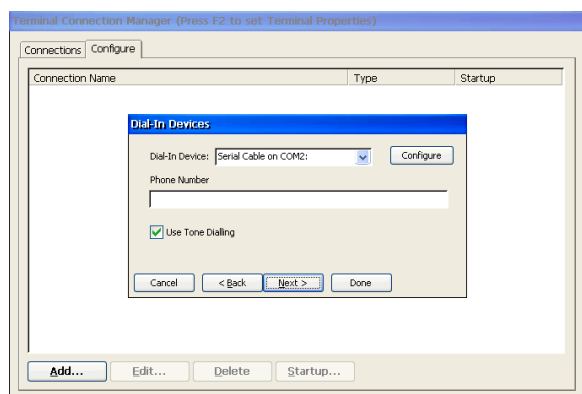 Terminal Connection Manager (Press F2 to set Terminal Properties)
Connections Configure
Connection Name Type Startup
Dial-In Devices
Dial-In Device: Serial Cable on COM2: Configure
Phone Number
Use Tone Dialling
Cancel < Back Next > Done
Add... Edit... Delete Startup...